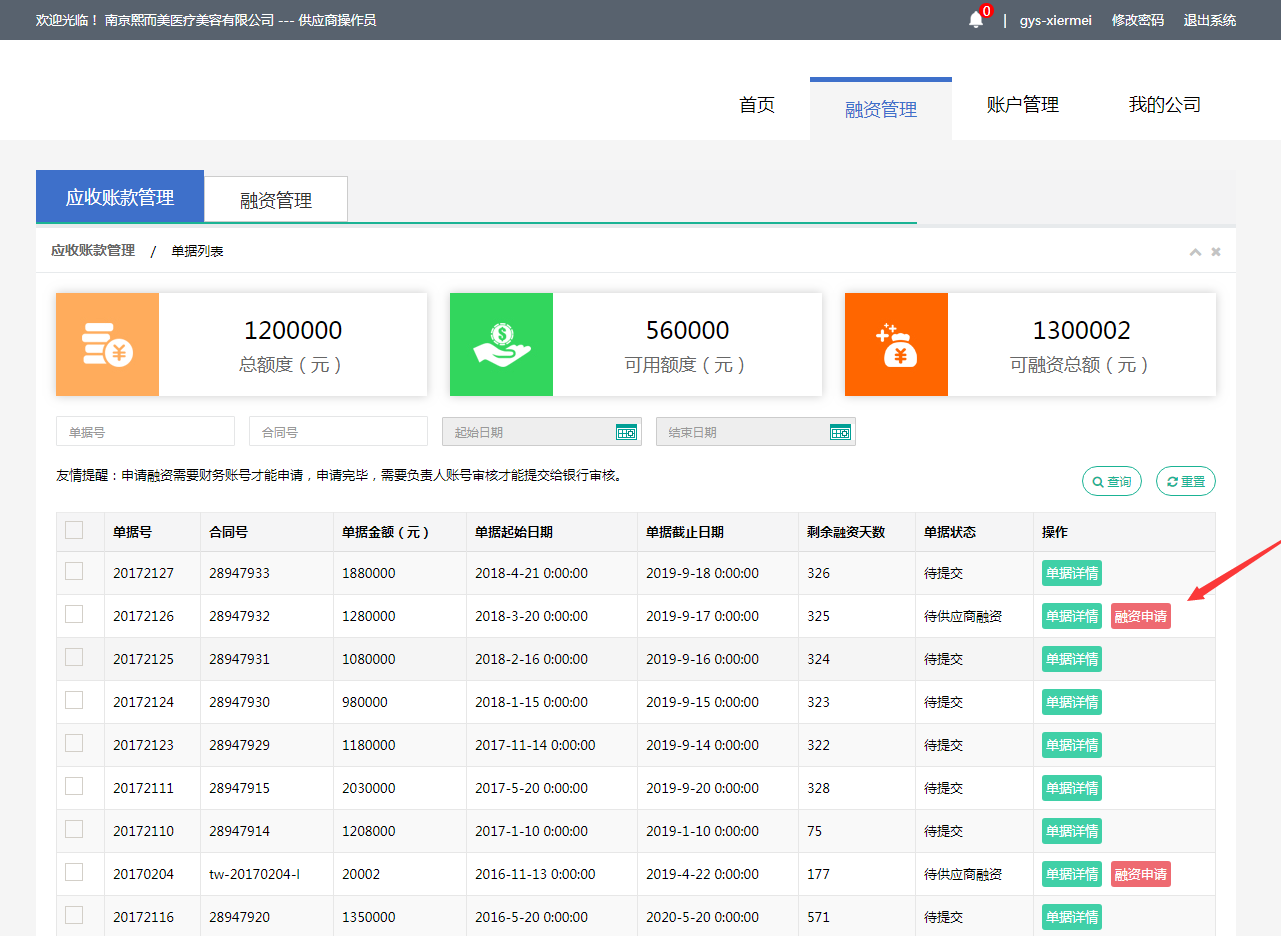 欢迎光临！ 南京熙而美医疗美容有限公司 --- 供应商操作员 0 | gys-xiermei 修改密码 退出系统
首页 融资管理 账户管理 我的公司
应收账款管理 融资管理
应收账款管理 / 单据列表
1200000 560000 1300002
总额度（元） 可用额度（元） 可融资总额（元）
单据号 合同号 起始日期 结束日期
友情提醒：申请融资需要财务账号才能申请，申请完毕，需要负责人账号审核才能提交给银行审核。
查询 重置
单据号 合同号 单据金额（元） 单据起始日期 单据截止日期 剩余融资天数 单据状态 操作
20172127 28947933 1880000 2018-4-21 0:00:00 2019-9-18 0:00:00 326 待提交 单据详情
20172126 28947932 1280000 2018-3-20 0:00:00 2019-9-17 0:00:00 325 待供应商融资 单据详情 融资申请
20172125 28947931 1080000 2018-2-16 0:00:00 2019-9-16 0:00:00 324 待提交 单据详情
20172124 28947930 980000 2018-1-15 0:00:00 2019-9-15 0:00:00 323 待提交 单据详情
20172123 28947929 1180000 2017-11-14 0:00:00 2019-9-14 0:00:00 322 待提交 单据详情
20172111 28947915 2030000 2017-5-20 0:00:00 2019-9-20 0:00:00 328 待提交 单据详情
20172110 28947914 1208000 2017-1-10 0:00:00 2019-1-10 0:00:00 75 待提交 单据详情
20170204 tw-20170204-l 20002 2016-11-13 0:00:00 2019-4-22 0:00:00 177 待供应商融资 单据详情 融资申请
20172116 28947920 1350000 2016-5-20 0:00:00 2020-5-20 0:00:00 571 待提交 单据详情